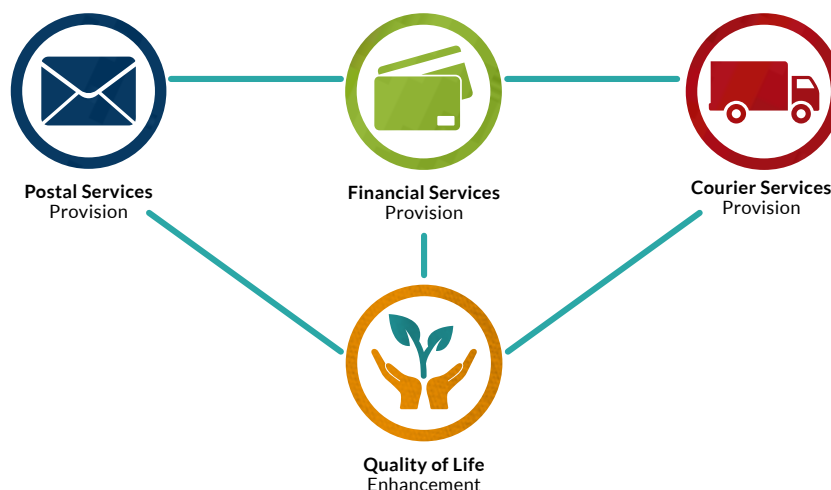 Postal Services
Provision
Financial Services
Provision
Courier Services
Provision
Quality of Life
Enhancement